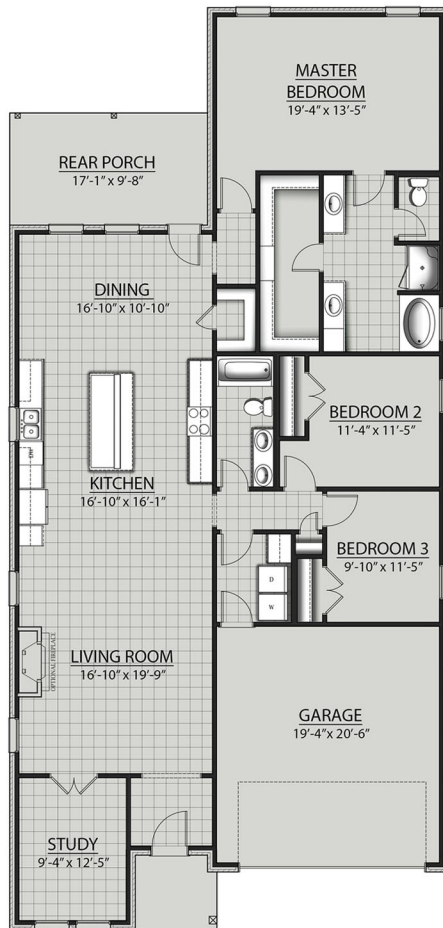 MASTER
BEDROOM
19'-4" x 13'-5"
REAR PORCH
17'-1" x 9'-8"
DINING
16'-10" x 10'-10"
BEDROOM 2
11'-4" x 11'-5"
KITCHEN
16'-10" x 16'-1"
BEDROOM 3
9'-10" x 11'-5"
D
W
LIVING ROOM
16'-10" x 19'-9"
OPTIONAL FIREPLACE
GARAGE
19'-4" x 20'-6"
STUDY
9'-4" x 12'-5"